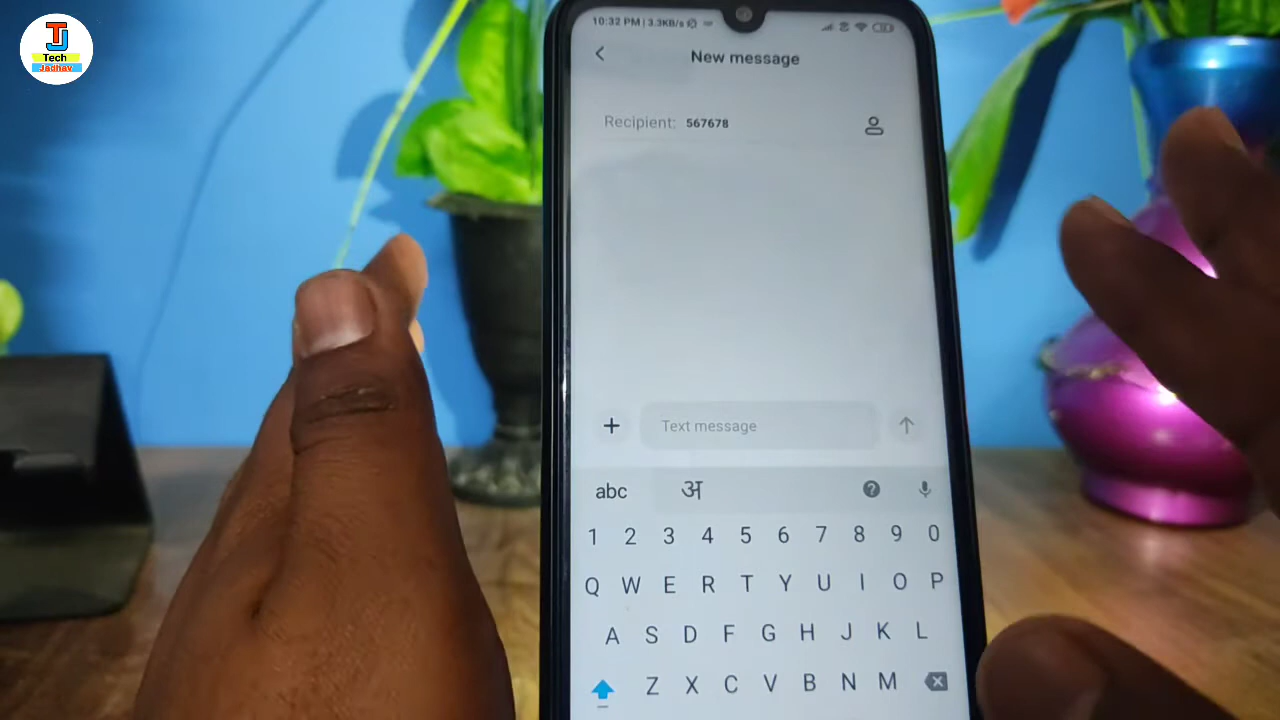 TJ
Tech
Jadhav
10:32 PM | 3.3KB/s
New message
Recipient: 567678
Text message
abc अ
1 2 3 4 5 6 7 8 9 0
Q W E R T Y U I O P
A S D F G H J K L
Z X C V B N M